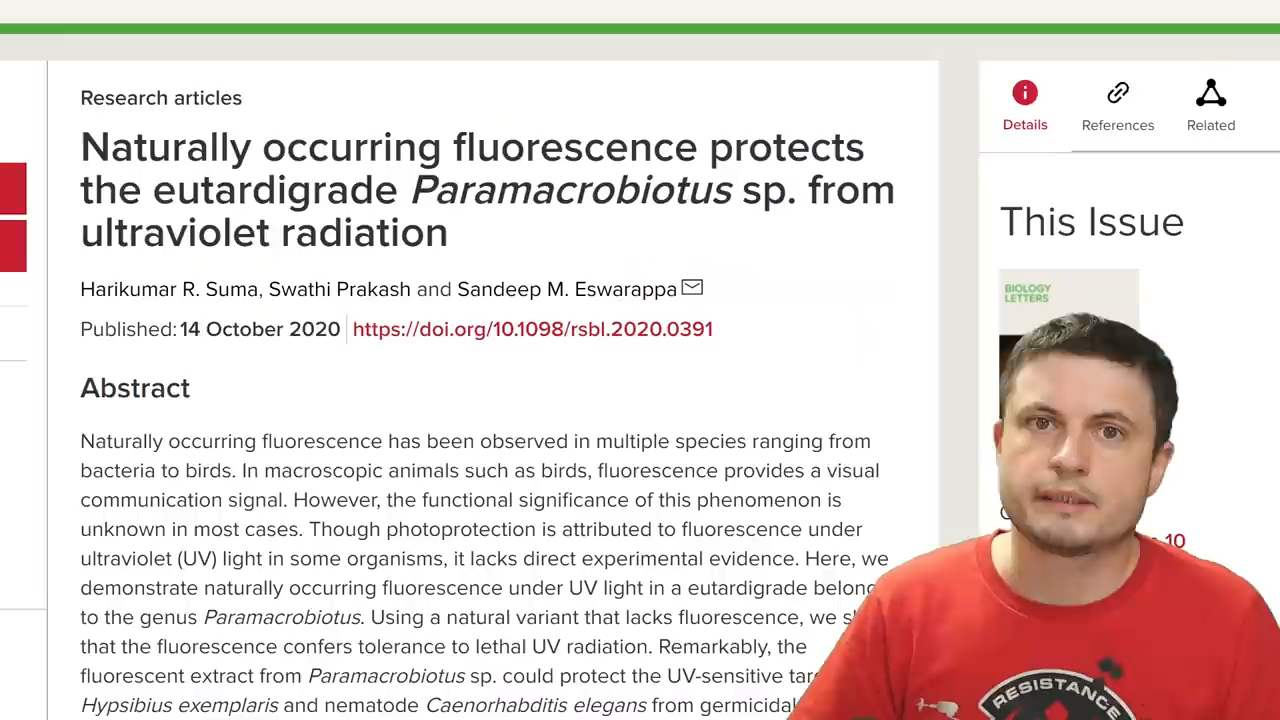 Research articles
Naturally occurring fluorescence protects
the eutardigrade Paramacrobiotus sp. from
ultraviolet radiation
Harikumar R. Suma, Swathi Prakash and Sandeep M. Eswarappa
Published: 14 October 2020 https://doi.org/10.1098/rsbl.2020.0391
Abstract
Naturally occurring fluorescence has been observed in multiple species ranging from
bacteria to birds. In macroscopic animals such as birds, fluorescence provides a visual
communication signal. However, the functional significance of this phenomenon is
unknown in most cases. Though photoprotection is attributed to fluorescence under
ultraviolet (UV) light in some organisms, it lacks direct experimental evidence. Here, we
demonstrate naturally occurring fluorescence under UV light in a eutardigrade
to the genus Paramacrobiotus. Using a natural variant that lacks fluorescence, we
that the fluorescence confers tolerance to lethal UV radiation. Remarkably, the
fluorescent extract from Paramacrobiotus sp. could protect the UV-sensitive
Hypsibius exemplaris and nematode Caenorhabditis elegans from germicidal
Details
References
Related
This Issue
BIOLOGY
LETTERS
10
RESISTANCE